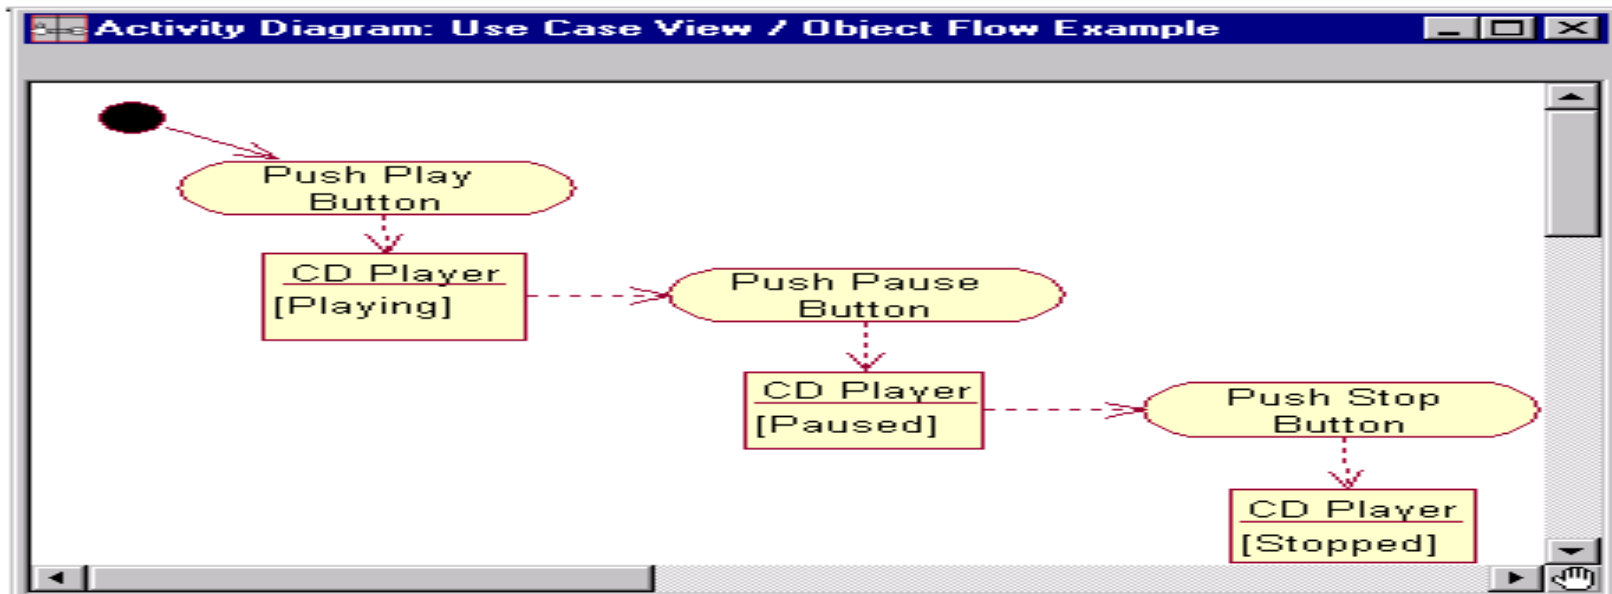 Activity Diagram: Use Case View / Object Flow Example
Push Play
Button
CD Player
[Playing]
Push Pause
Button
CD Player
[Paused]
Push Stop
Button
CD Player
[Stopped]